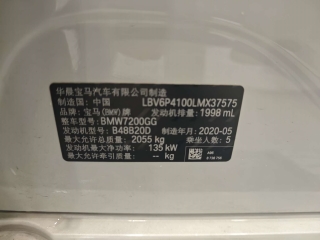 华晨宝马汽车有限公司制造
制造国：中国 LBV6P4100LMX37575
品牌：宝马(BMW)牌 发动机排量：1998 mL
整车型号：BMW7200GG
发动机型号：B48B20D 制造年月：2020-05
最大允许总质量：2055 kg 乘坐人数：5
发动机最大净功率：135 kW
最大允许牵引质量： kg